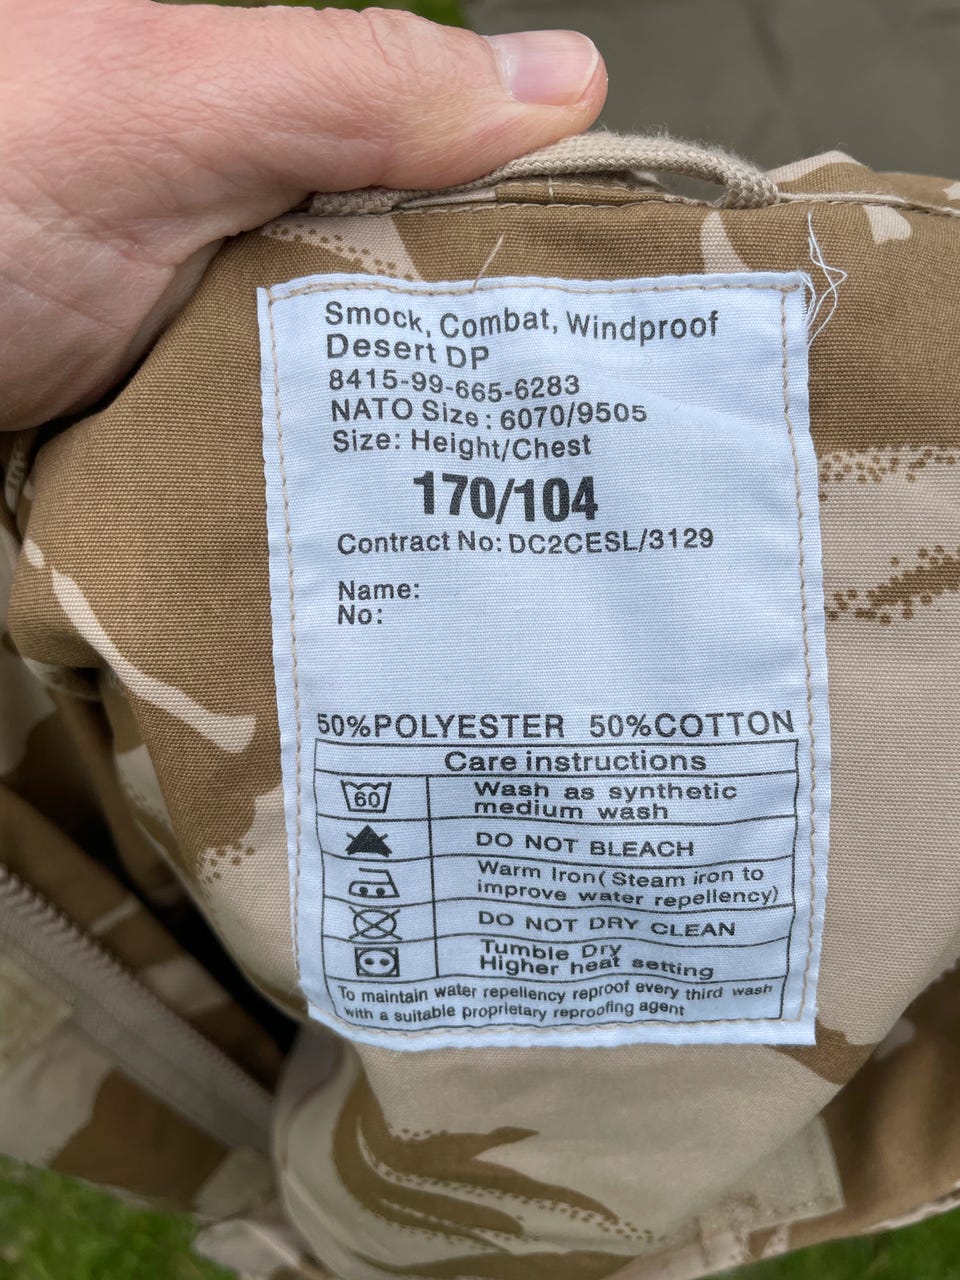 Smock, Combat, Windproof
Desert DP
8415-99-665-6283
NATO Size: 6070/9505
Size: Height/Chest
170/104
Contract No: DC2CESL/3129
Name:
No:
50%POLYESTER 50%COTTON
Care instructions
60 Wash as synthetic
medium wash
DO NOT BLEACH
Warm Iron(Steam iron to
improve water repellency)
DO NOT DRY CLEAN
Tumble Dry
Higher heat setting
To maintain water repellency reproof every third wash
with a suitable proprietary reproofing agent